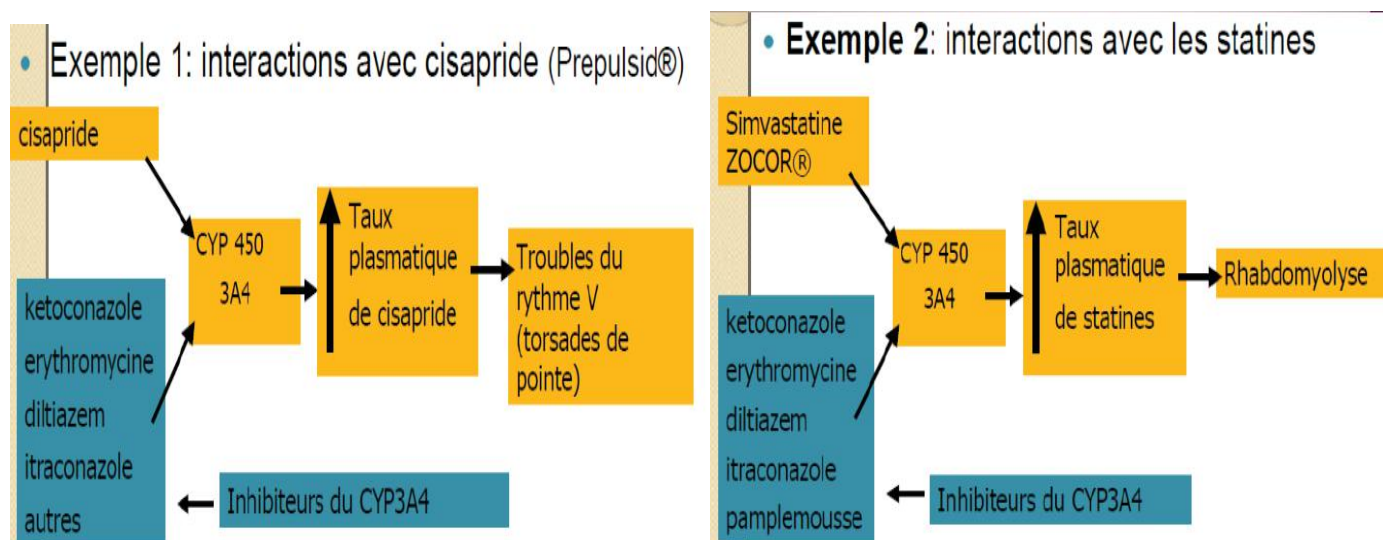 • Exemple 1: interactions avec cisapride (Prepulsid®)
cisapride
CYP 450
3A4
Taux
plasmatique
de cisapride
Troubles du
rythme V
(torsades de
pointe)
ketoconazole
erythromycine
diltiazem
itraconazole
autres
Inhibiteurs du CYP3A4
• Exemple 2: interactions avec les statines
Simvastatine
ZOCOR®
CYP 450
3A4
Taux
plasmatique
de statines
Rhabdomyolyse
ketoconazole
erythromycine
diltiazem
itraconazole
pamplemousse
Inhibiteurs du CYP3A4